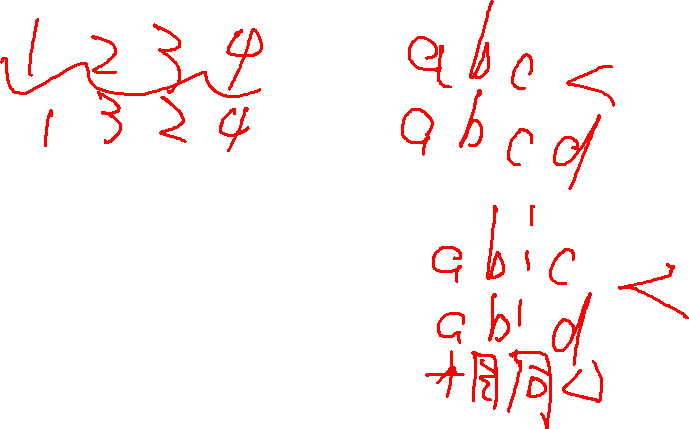 1 2 3 4
1 3 2 4
a b c <
a b c d
a b i c <
a b i d
相同